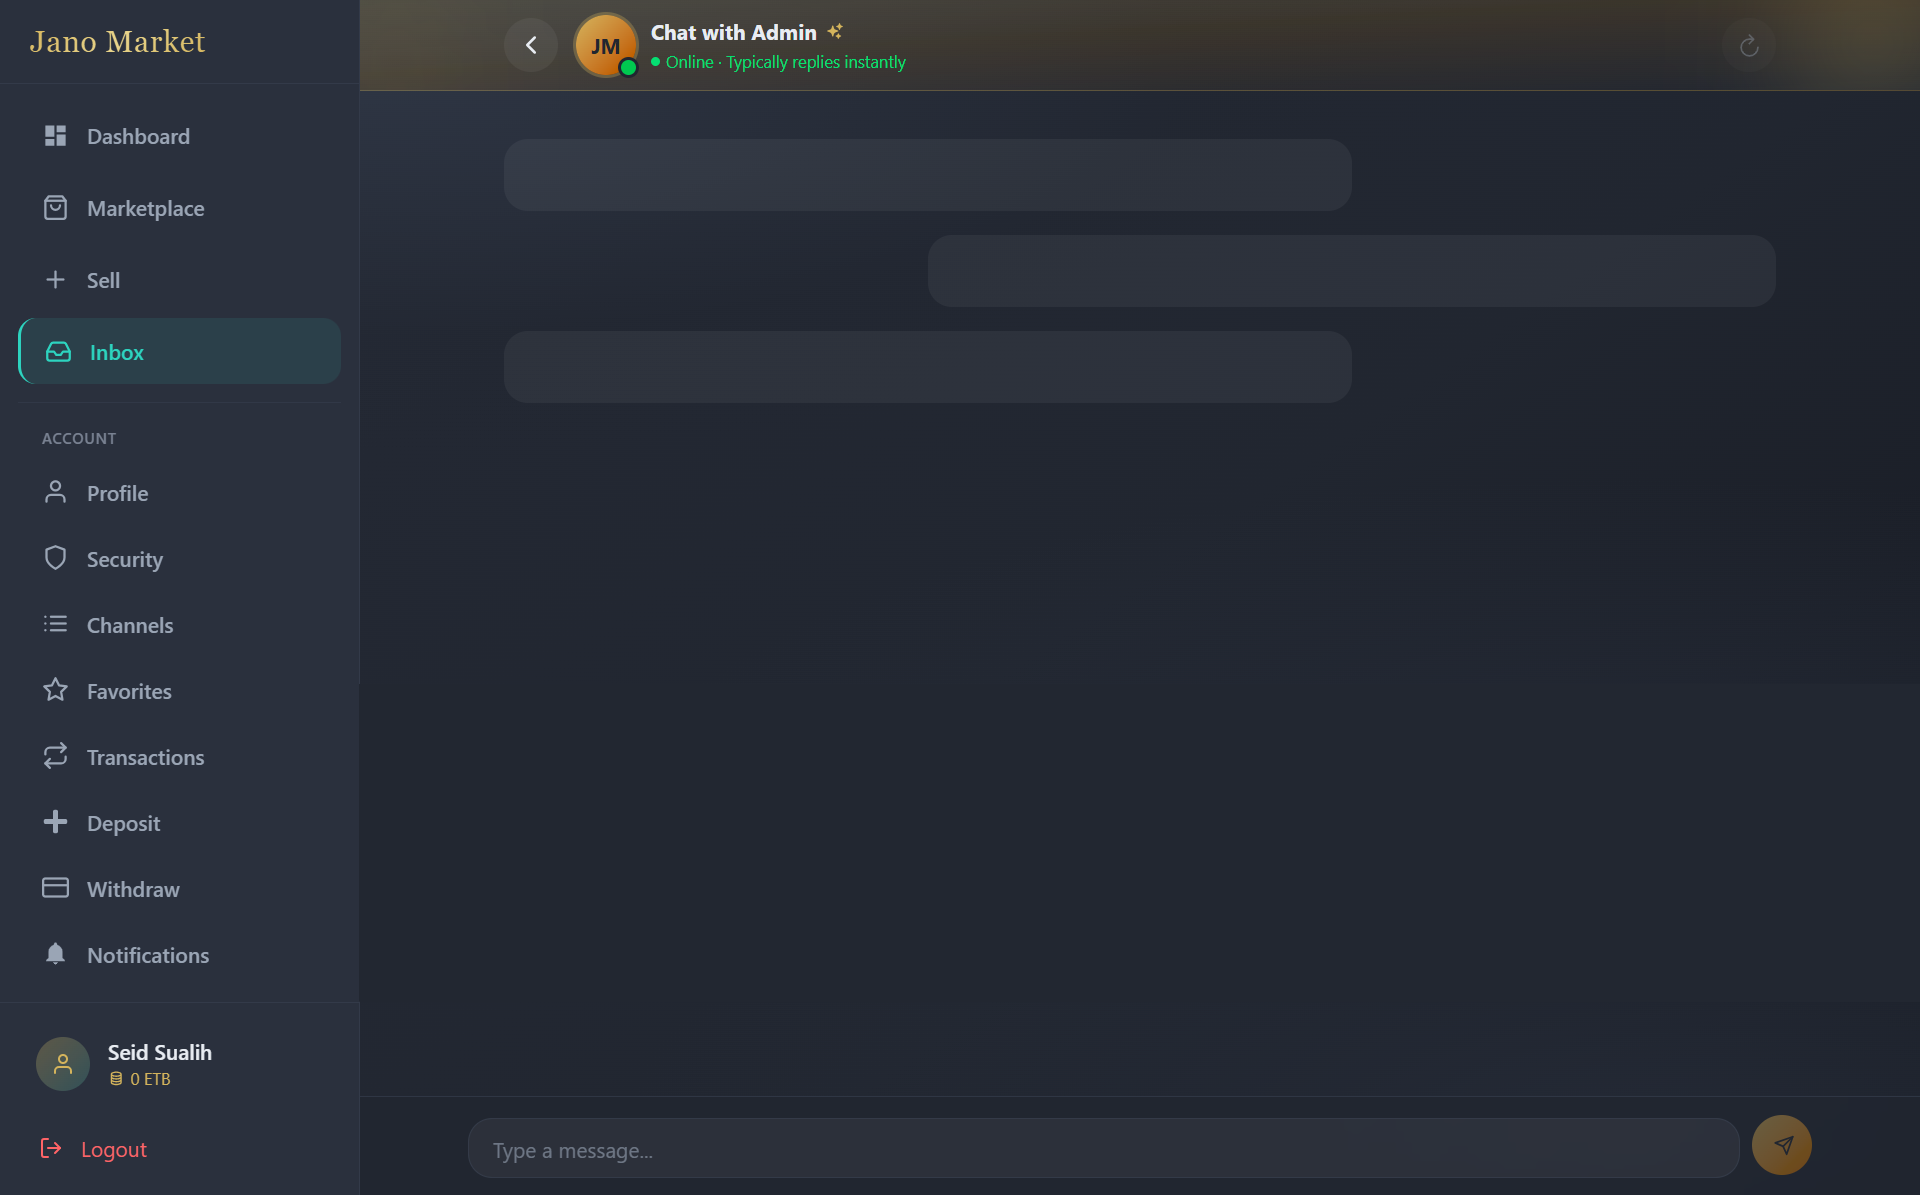 Jano Market
Dashboard
Marketplace
Sell
Inbox
ACCOUNT
Profile
Security
Channels
Favorites
Transactions
Deposit
Withdraw
Notifications
Seid Sualih
0 ETB
Logout
JM
Chat with Admin
Online · Typically replies instantly
Type a message...